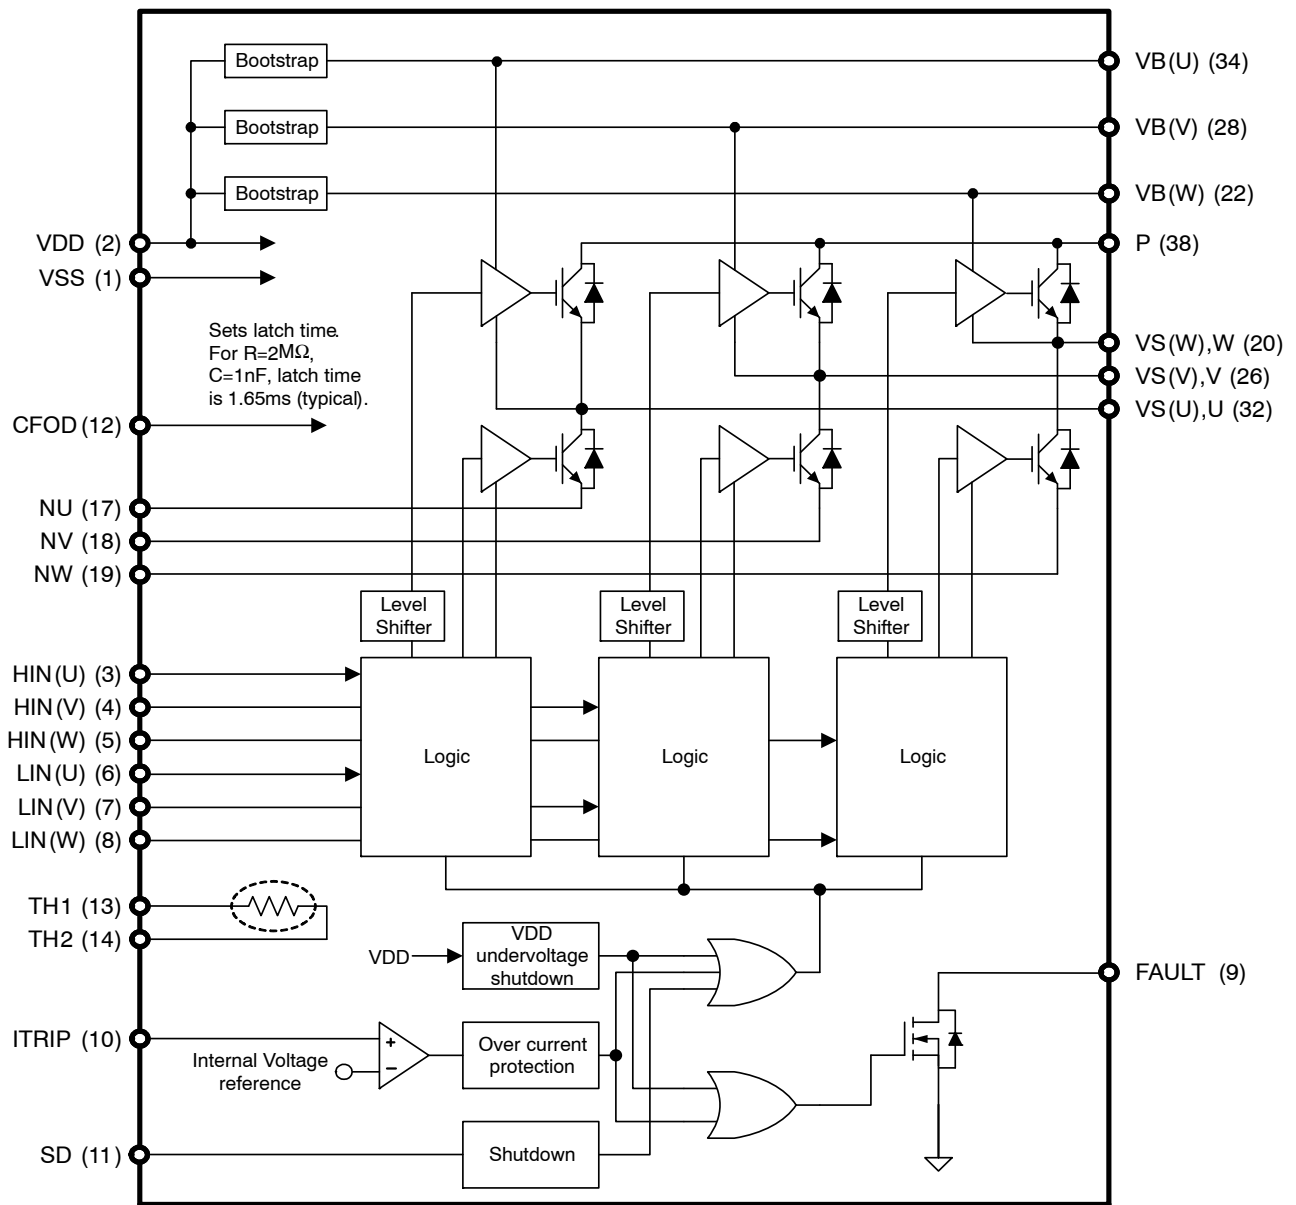 Bootstrap
VB(U) (34)
Bootstrap
VB(V) (28)
Bootstrap
VB(W) (22)
VDD (2)
P (38)
VSS (1)
Sets latch time.
For R=2MΩ,
C=1nF, latch time
is 1.65ms (typical).
VS(W),W (20)
VS(V),V (26)
VS(U),U (32)
CFOD (12)
NU (17)
NV (18)
NW (19)
Level
Shifter
Level
Shifter
Level
Shifter
HIN(U) (3)
HIN(V) (4)
HIN(W) (5)
LIN(U) (6)
LIN(V) (7)
LIN(W) (8)
Logic
Logic
Logic
TH1 (13)
TH2 (14)
VDD
VDD
undervoltage
shutdown
FAULT (9)
ITRIP (10)
+
−
Internal Voltage
reference
Over current
protection
SD (11)
Shutdown